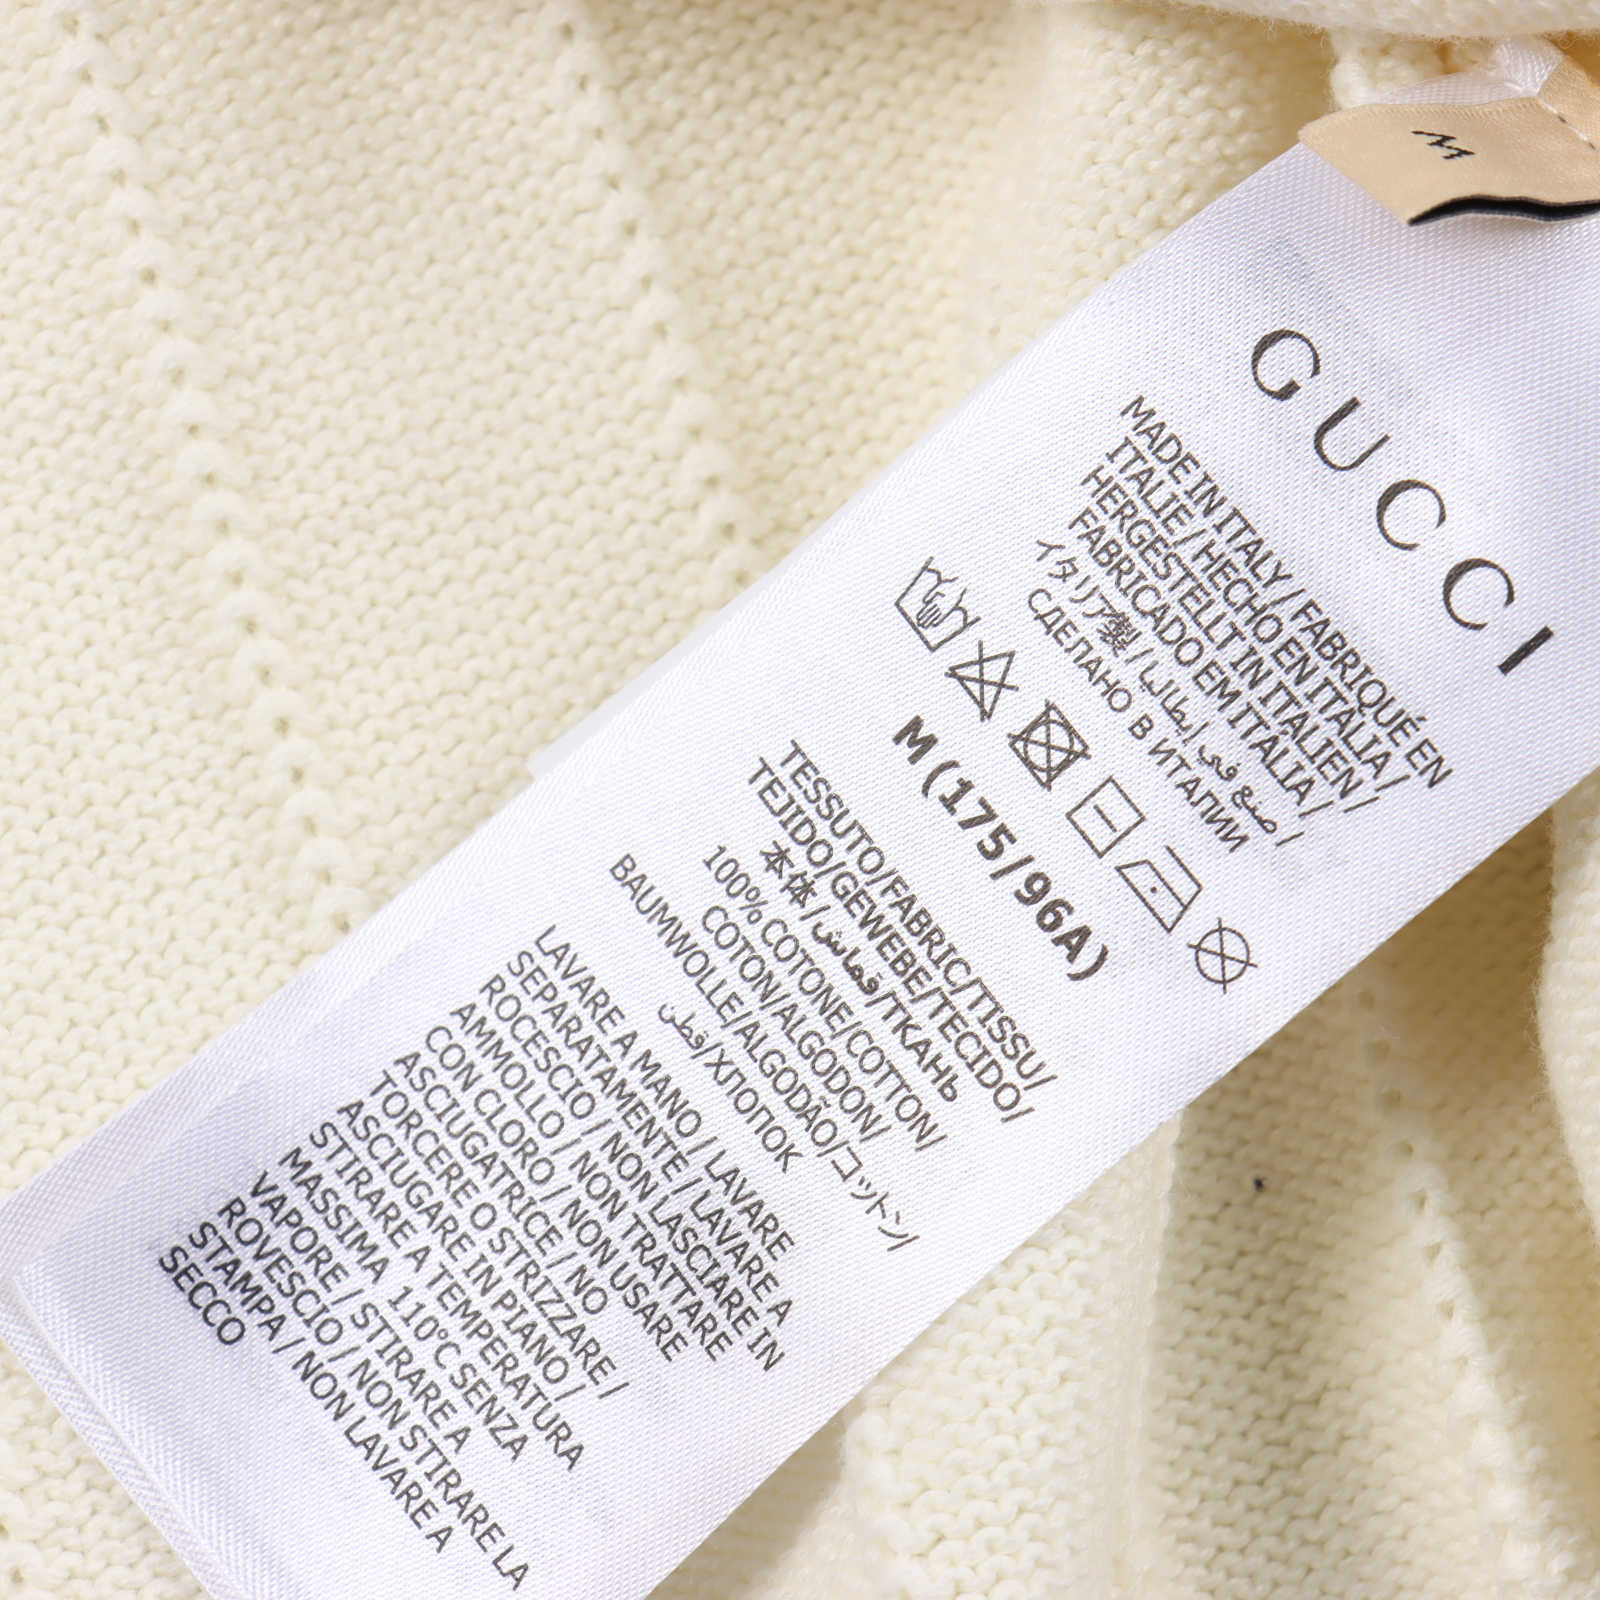 M
GUCCI
MADE IN ITALY / FABRIQUÉ EN
ITALIE / HECHO EN ITALIA /
HERGESTELLT IN ITALIEN /
FABRICADO EM ITÁLIA /
イタリア製 / صنع في إيطاليا /
СДЕЛАНО В ИТАЛИИ
M (175/96A)
TESSUTO/FABRIC/TISSU/
TEJIDO/GEWEBE/TECIDO/
本体/قماش/ТКАНЬ
100% COTONE/COTTON/
COTON/ALGODON/
BAUMWOLLE/ALGODÃO/コットン/
قطن/ХЛОПОК
LAVARE A MANO / LAVARE
SEPARATAMENTE / LAVARE A
ROCESCIO / NON LASCIARE IN
AMMOLLO / NON TRATTARE
CON CLORO / NON USARE
ASCIUGATRICE / NO
TORCERE O STRIZZARE /
ASCIUGARE IN PIANO /
STIRARE A TEMPERATURA
MASSIMA 110°C SENZA
VAPORE / STIRARE A
ROVESCIO / NON STIRARE LA
STAMPA / NON LAVARE A
SECCO